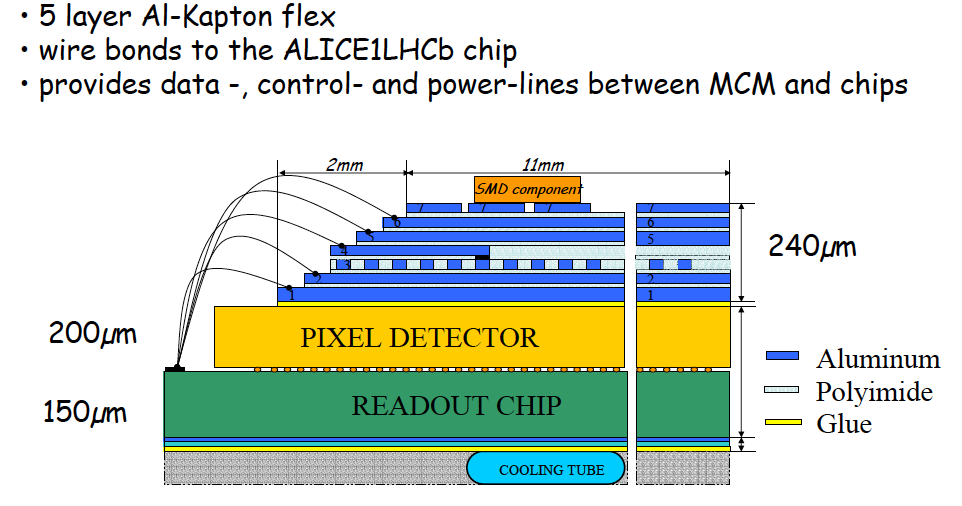 • 5 layer Al-Kapton flex
• wire bonds to the ALICE1LHCb chip
• provides data -, control- and power-lines between MCM and chips
2mm 11mm
SMD component
7 7 7 7
6 6
5 5
4
3
2 2
1 1
240µm
200µm
PIXEL DETECTOR
Aluminum
Polyimide
150µm
READOUT CHIP
Glue
COOLING TUBE